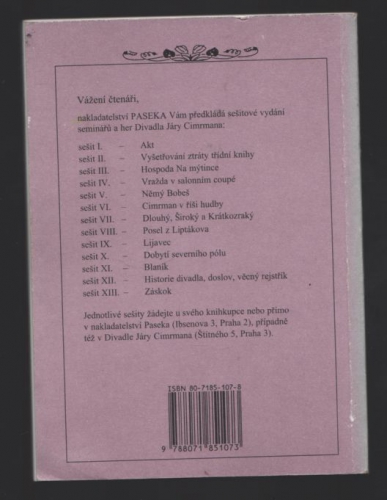 Vážení čtenáři,
nakladatelství PASEKA Vám předkládá sešitové vydání
seminářů a her Divadla Járy Cimrmana:
sešit I. – Akt
sešit II. – Vyšetřování ztráty třídní knihy
sešit III. – Hospoda Na mýtince
sešit IV. – Vražda v salonním coupé
sešit V. – Němý Bobeš
sešit VI. – Cimrman v říši hudby
sešit VII. – Dlouhý, Široký a Krátkozraký
sešit VIII. – Posel z Liptákova
sešit IX. – Lijavec
sešit X. – Dobytí severního pólu
sešit XI. – Blaník
sešit XII. – Historie divadla, doslov, věcný rejstřík
sešit XIII. – Záskok
Jednotlivé sešity žádejte u svého knihkupce nebo přímo
v nakladatelství Paseka (Ibsenova 3, Praha 2), případně
též v Divadle Járy Cimrmana (Štítného 5, Praha 3).
ISBN 80-7185-107-8
9 788071 851073